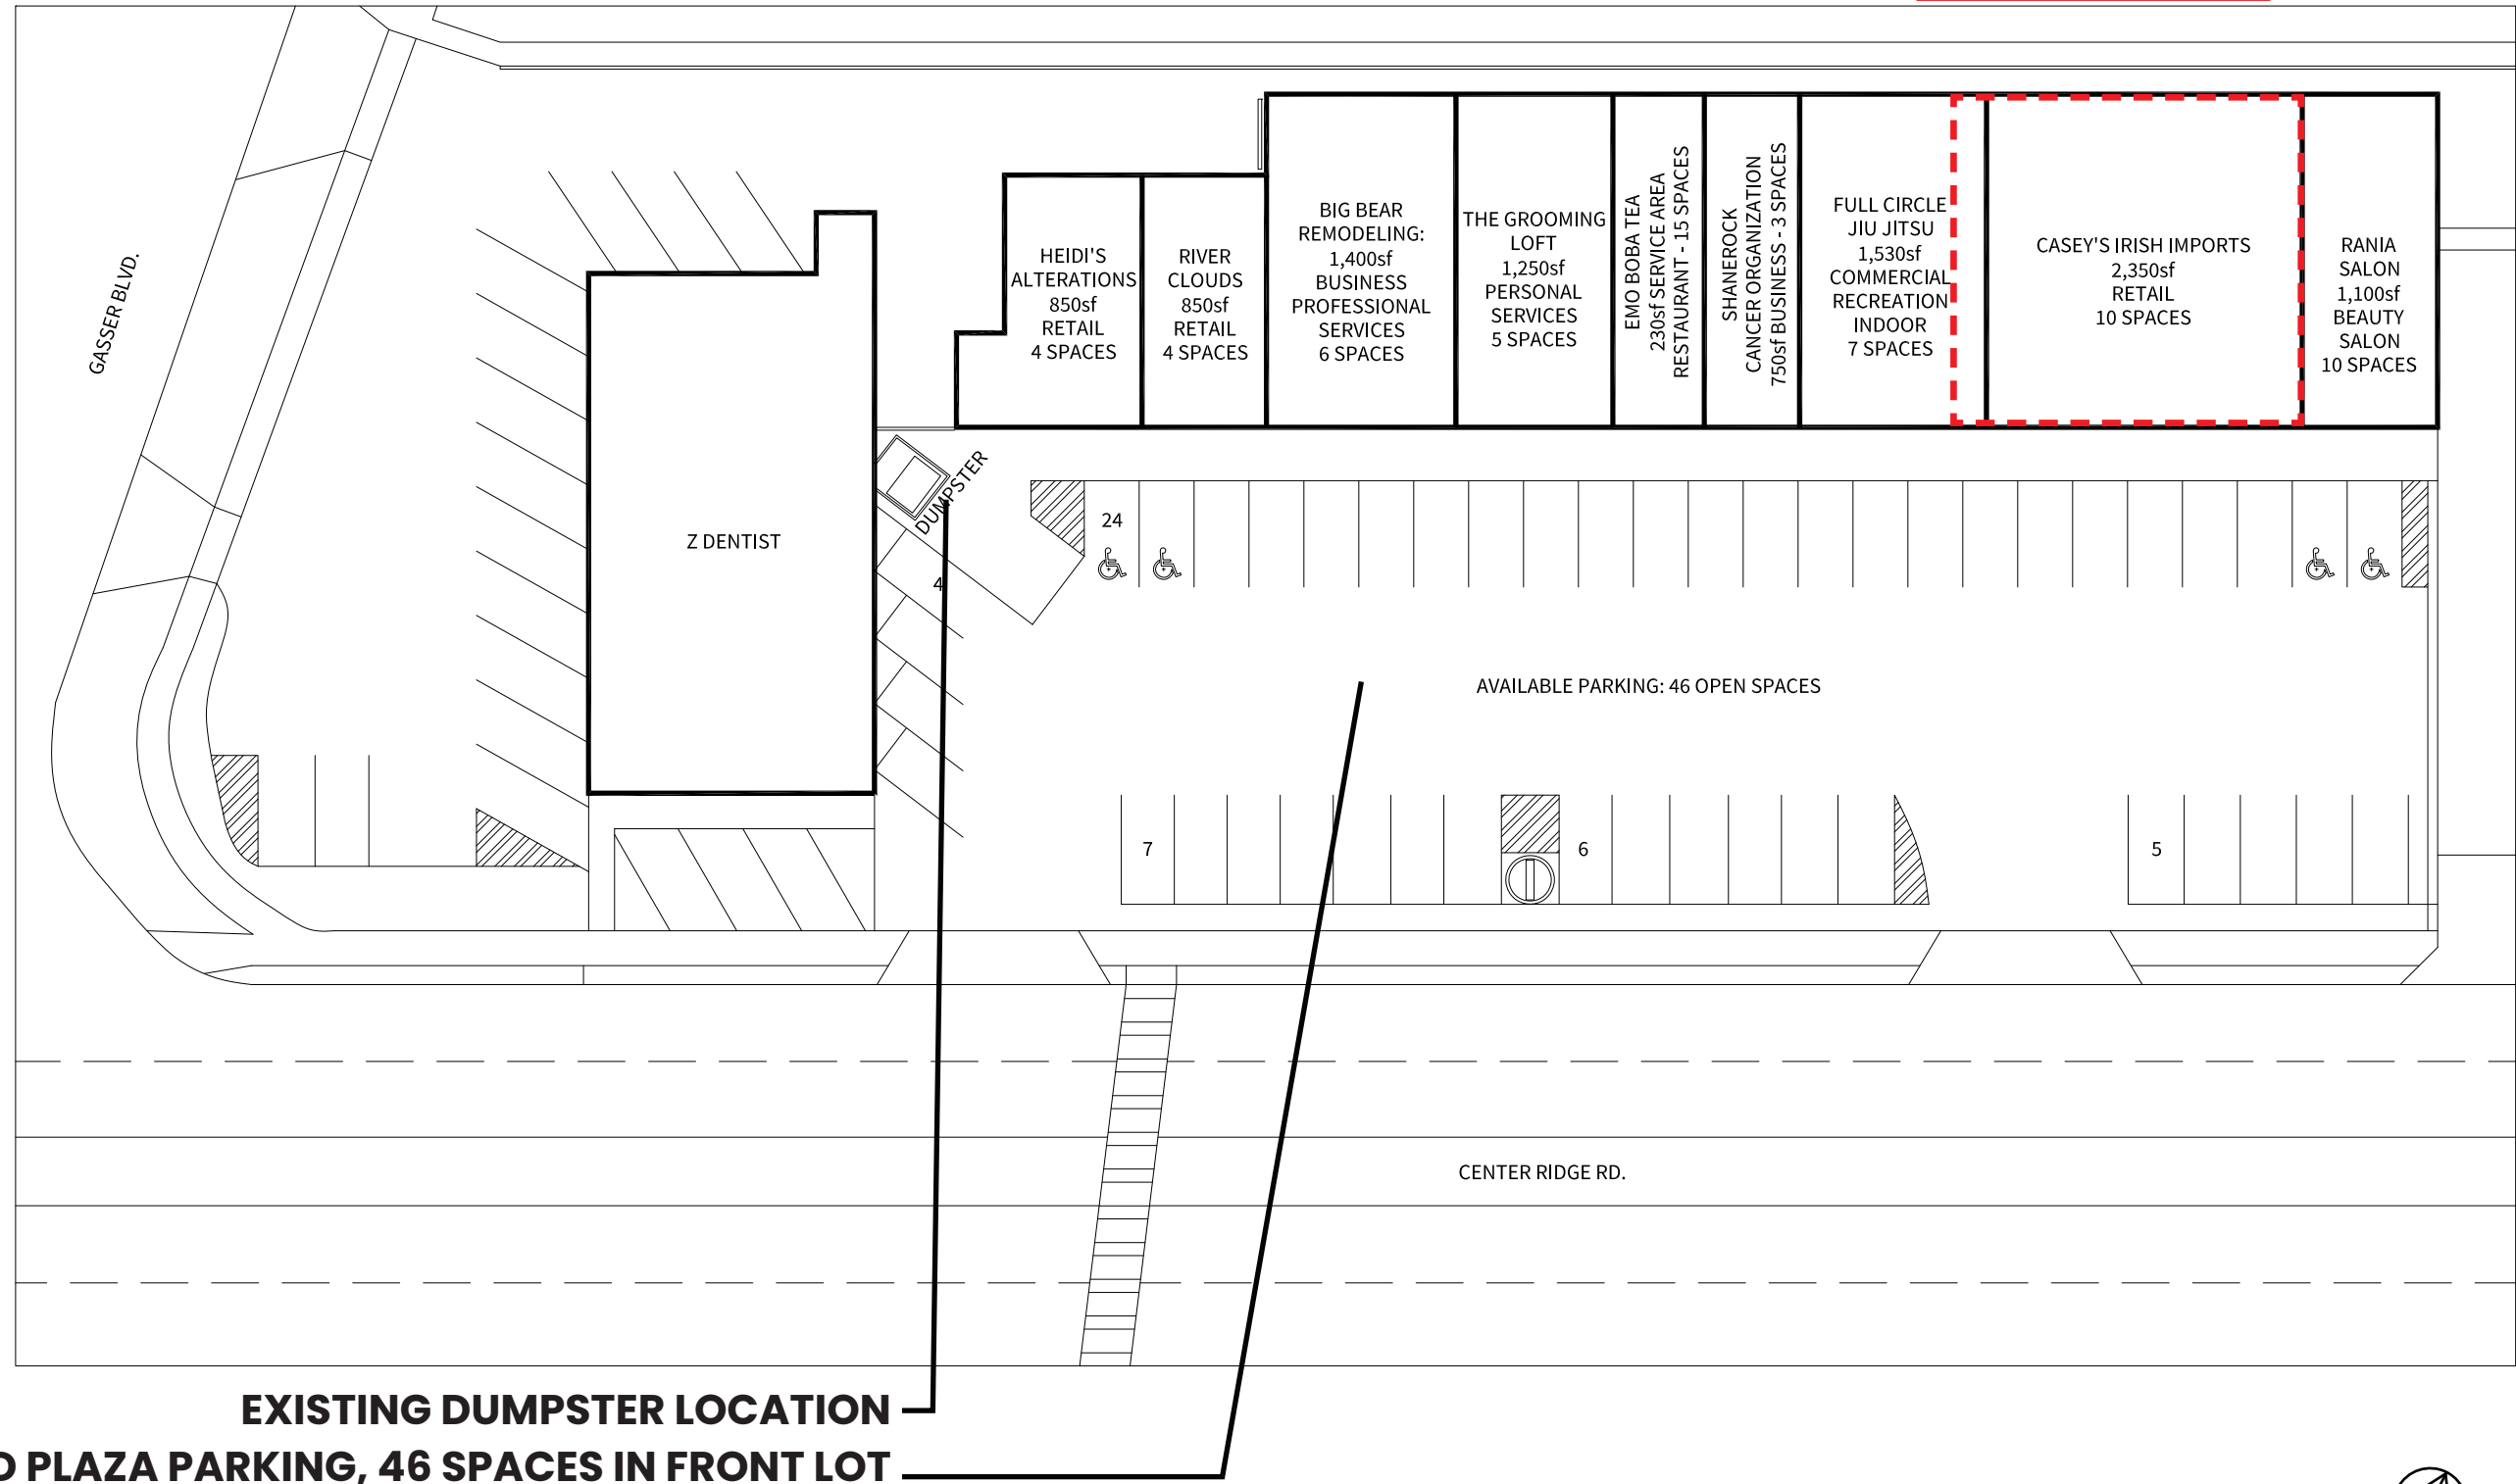 GASSER BLVD.
HEIDI'S
ALTERATIONS
850sf
RETAIL
4 SPACES
RIVER
CLOUDS
850sf
RETAIL
4 SPACES
BIG BEAR
REMODELING:
1,400sf
BUSINESS
PROFESSIONAL
SERVICES
6 SPACES
THE GROOMING
LOFT
1,250sf
PERSONAL
SERVICES
5 SPACES
EMO BOBA TEA
230sf SERVICE AREA
RESTAURANT - 15 SPACES
SHANEROCK
CANCER ORGANIZATION
750sf BUSINESS - 3 SPACES
FULL CIRCLE
JIU JITSU
1,530sf
COMMERCIAL
RECREATION
INDOOR
7 SPACES
CASEY'S IRISH IMPORTS
2,350sf
RETAIL
10 SPACES
RANIA
SALON
1,100sf
BEAUTY
SALON
10 SPACES
DUMPSTER
24
Z DENTIST
4
AVAILABLE PARKING: 46 OPEN SPACES
7
6
5
CENTER RIDGE RD.
EXISTING DUMPSTER LOCATION
PLAZA PARKING, 46 SPACES IN FRONT LOT